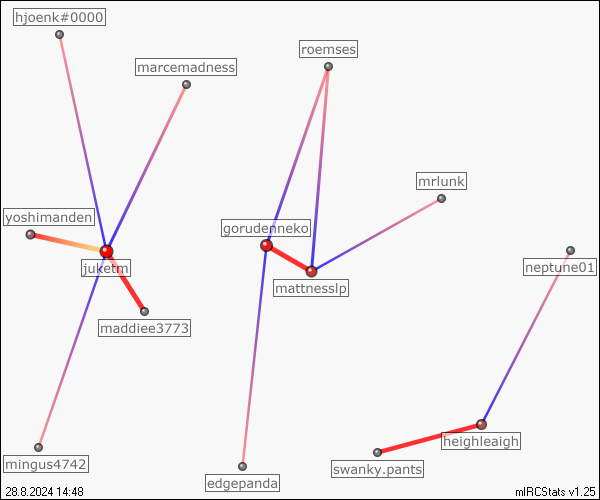 hjoenk#0000
roemses
marcemadness
mrlunk
yoshimanden
gorudenneko
juketm
neptune01
mattnesslp
maddiee3773
heighleaigh
mingus4742
swanky.pants
edgepanda
28.8.2024 14:48
mIRCStats v1.25